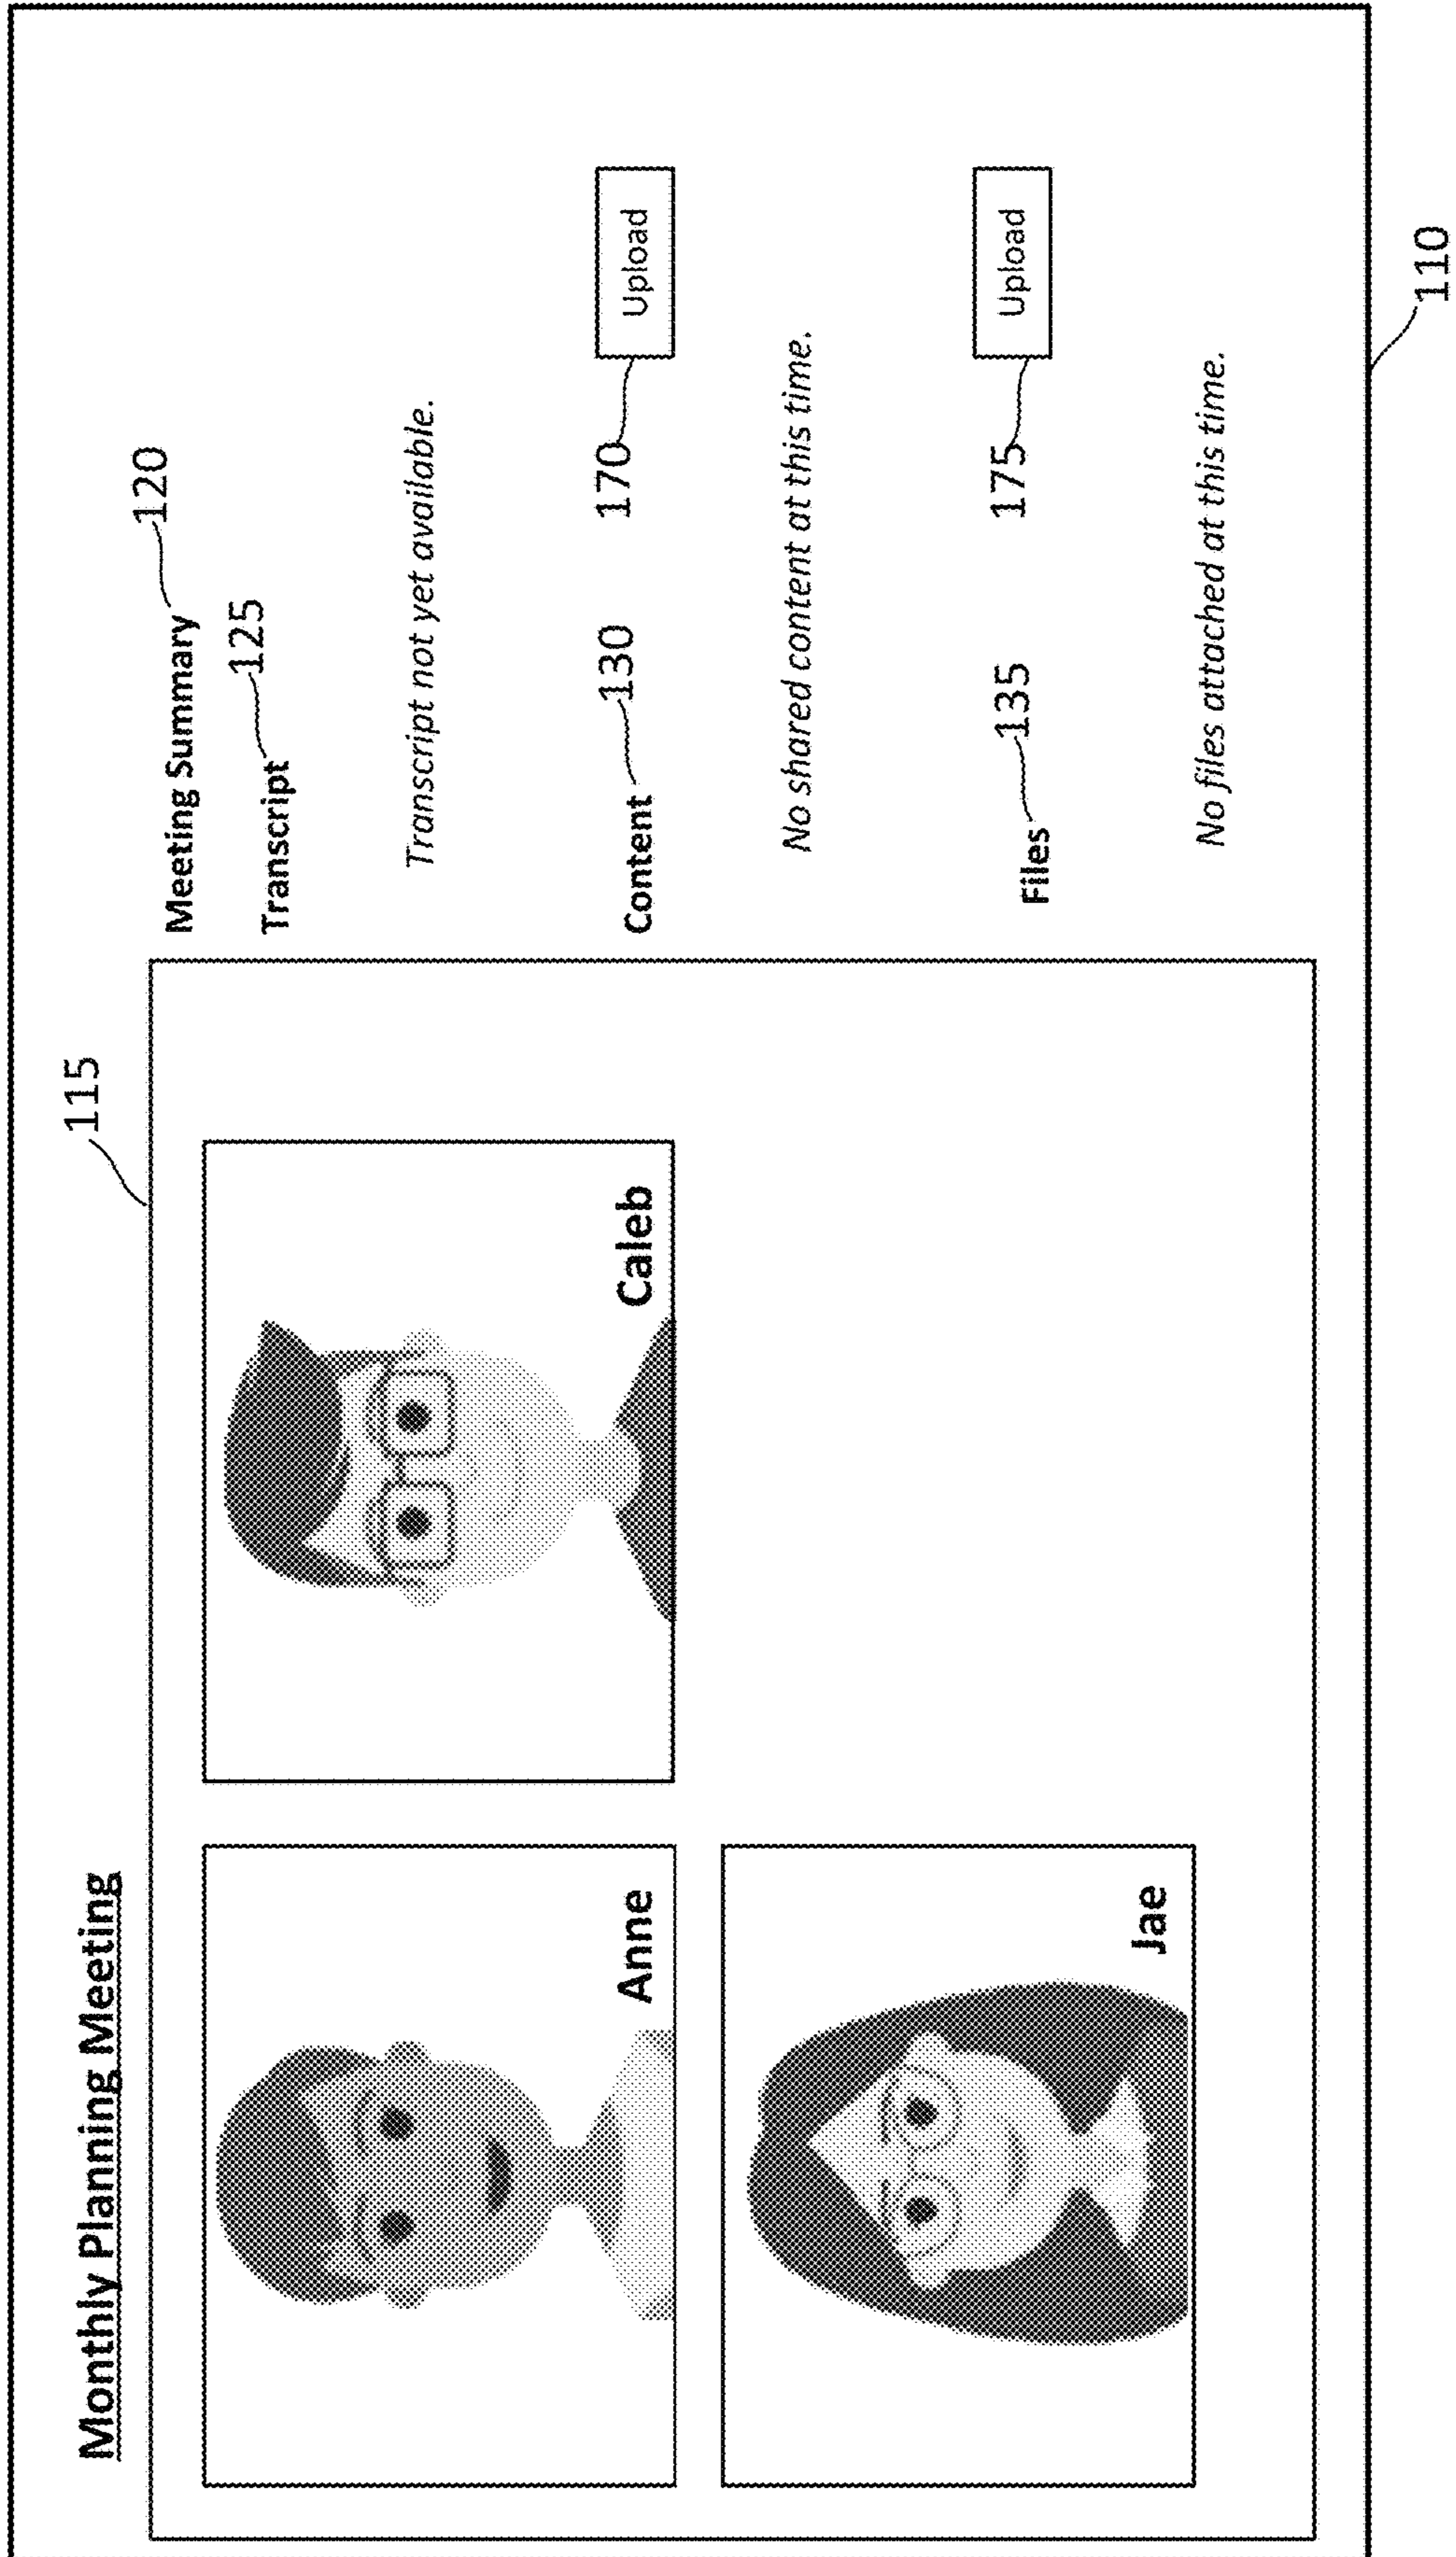 Monthly Planning Meeting
115
Anne
Caleb
Jae
Meeting Summary 120
Transcript 125
Transcript not yet available.
Content 130 170 Upload
No shared content at this time.
Files 135 175 Upload
No files attached at this time.
110